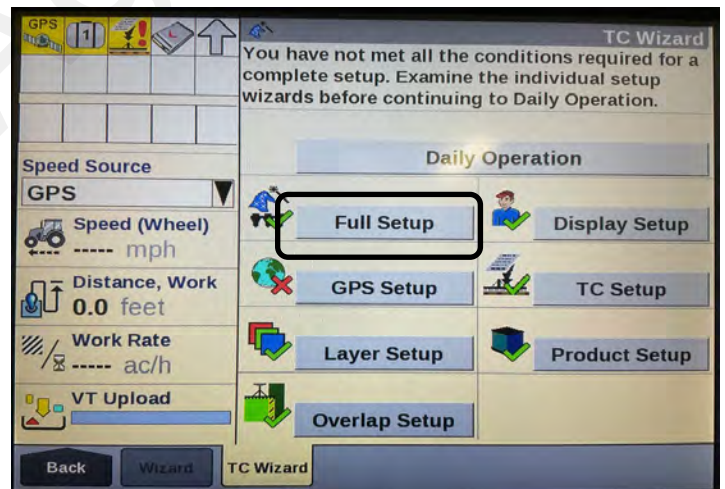 GPS
1
L
TC Wizard
You have not met all the conditions required for a
complete setup. Examine the individual setup
wizards before continuing to Daily Operation.
Daily Operation
Speed Source
GPS
Full Setup
Display Setup
Speed (Wheel)
----- mph
GPS Setup
TC Setup
Distance, Work
0.0 feet
Layer Setup
Product Setup
Work Rate
----- ac/h
VT Upload
Overlap Setup
Back
Wizard
TC Wizard